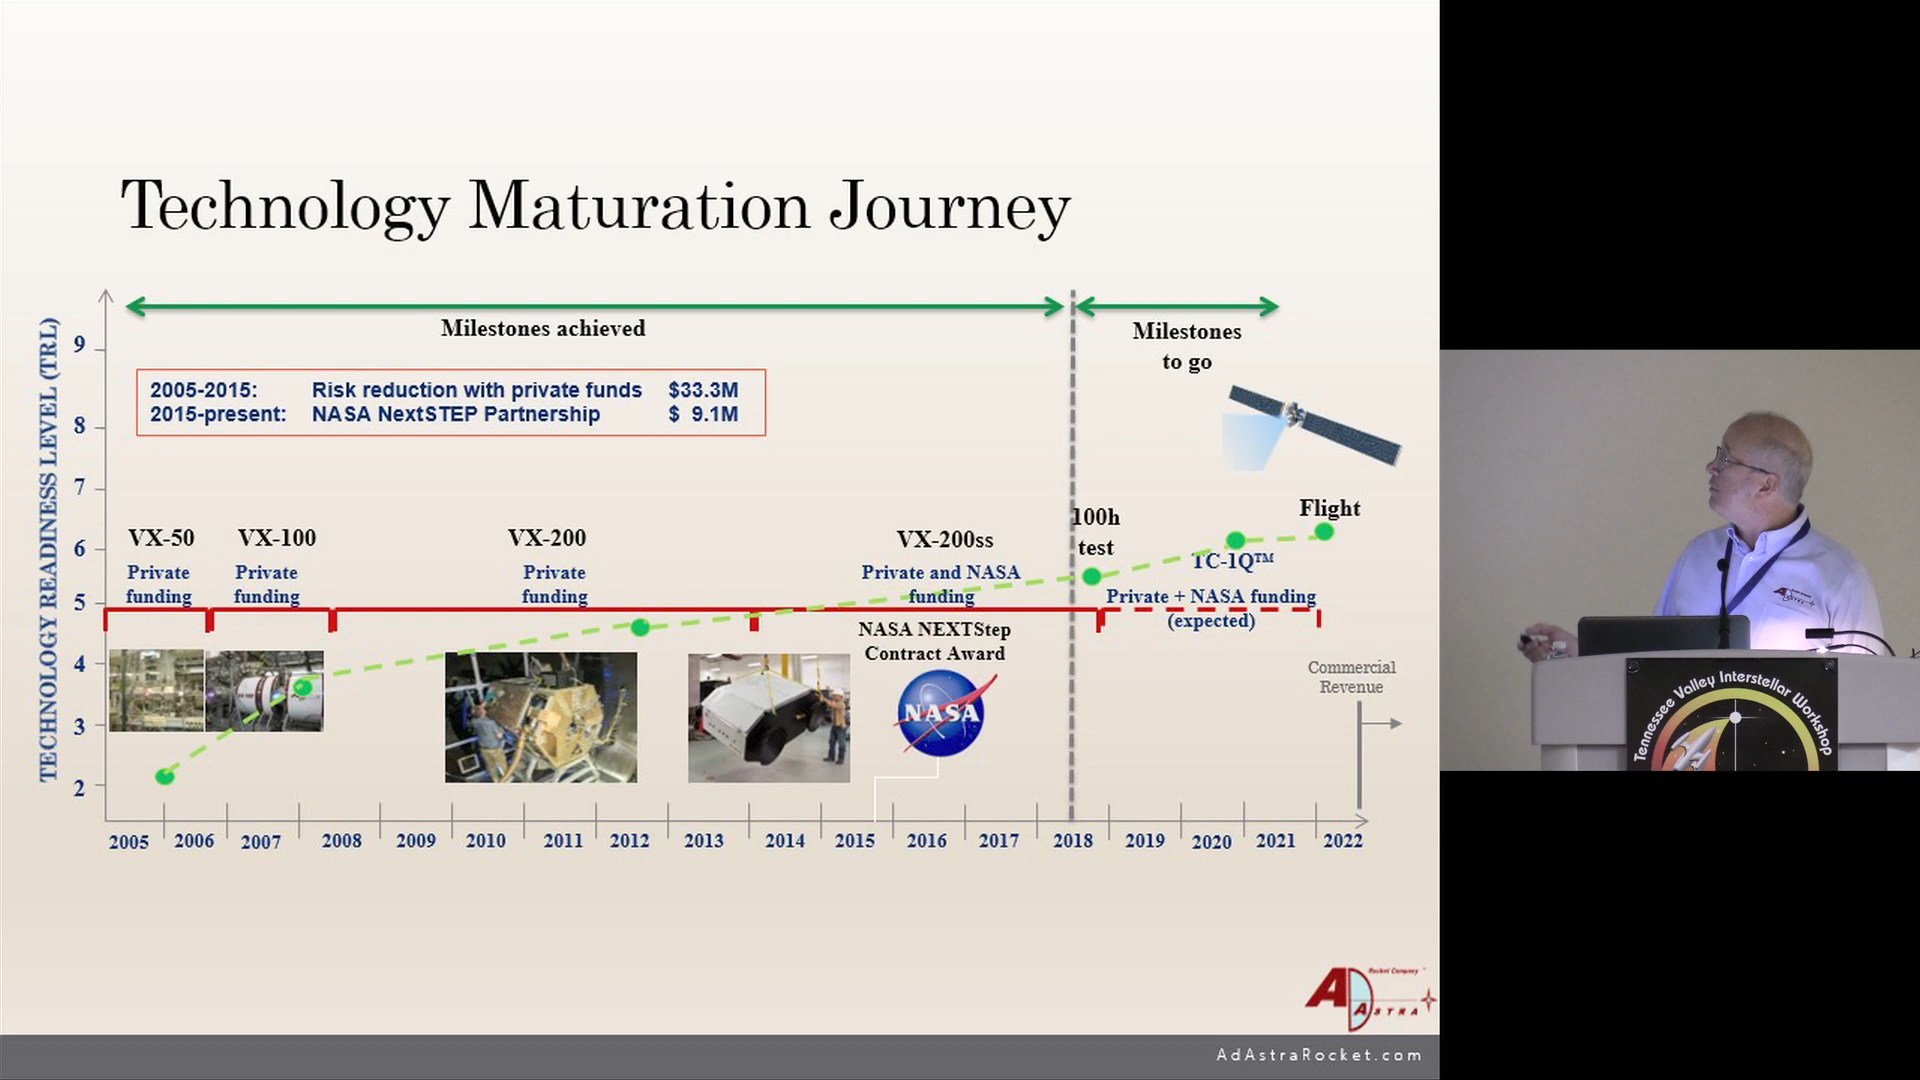 Technology Maturation Journey
TECHNOLOGY READINESS LEVEL (TRL)
9
8
7
6
5
4
3
2
Milestones achieved
Milestones
to go
2005-2015: Risk reduction with private funds $33.3M
2015-present: NASA NextSTEP Partnership $ 9.1M
VX-50
Private
funding
VX-100
Private
funding
VX-200
Private
funding
VX-200ss
Private and NASA
funding
NASA NEXTStep
Contract Award
NASA
100h
test
TC-1Q™
Private + NASA funding
(expected)
Flight
Commercial
Revenue
2005 2006 2007 2008 2009 2010 2011 2012 2013 2014 2015 2016 2017 2018 2019 2020 2021 2022
Rocket Company
AD ASTRA
AdAstraRocket.com
Tennessee Valley Interstellar Workshop